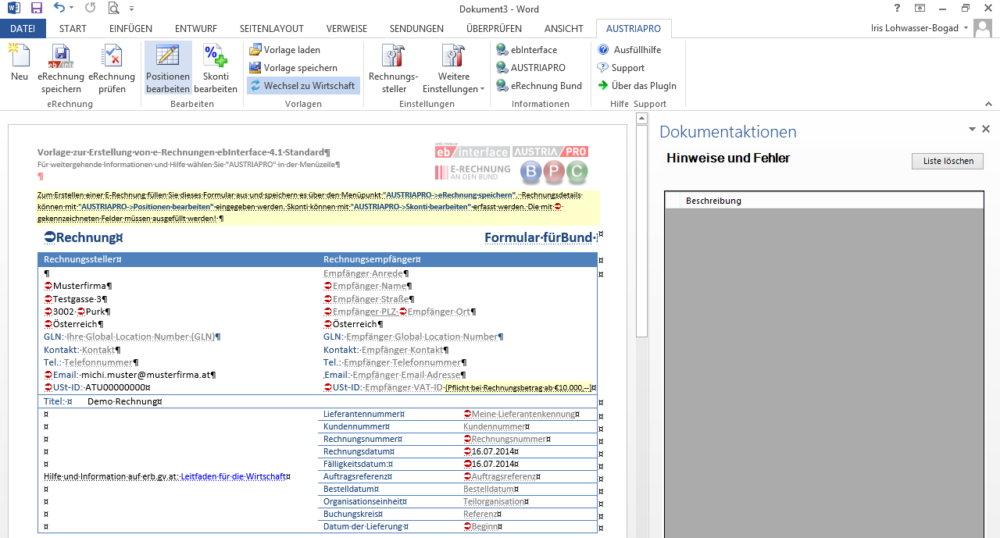 Dokument3 - Word
DATEI START EINFÜGEN ENTWURF SEITENLAYOUT VERWEISE SENDUNGEN ÜBERPRÜFEN ANSICHT AUSTRIAPRO Iris Lohwasser-Bogad
Neu
eRechnung speichern
eRechnung prüfen
eRechnung
Positionen bearbeiten
Skonti bearbeiten
Bearbeiten
Vorlage laden
Vorlage speichern
Wechsel zu Wirtschaft
Vorlagen
Rechnungs-steller
Weitere Einstellungen
Einstellungen
ebInterface
AUSTRIAPRO
eRechnung Bund
Informationen
Ausfüllhilfe
Support
Über das PlugIn
Hilfe Support
Vorlage·zur·Erstellung·von·e-Rechnungen·ebInterface·4.1·Standard¶
Für·weitergehende·Informationen·und·Hilfe·wählen·Sie·"AUSTRIAPRO"·in·der·Menüzeile¶
¶
eb/interface AUSTRIA/PRO
E-RECHNUNG
AN DEN BUND
B P C
Zum·Erstellen·einer·E-Rechnung·füllen·Sie·dieses·Formular·aus·und·speichern·es·über·den·Menüpunkt·"AUSTRIAPRO->eRechnung·speichern".··Rechnungsdetails·
können·mit·"AUSTRIAPRO->Positionen·bearbeiten"·eingegeben·werden.·Skonti·können·mit·"AUSTRIAPRO->Skonti·bearbeiten"·erfasst·werden.·Die·mit·
gekennzeichneten·Felder·müssen·ausgefüllt·werden!·¶
Rechnung¤ Formular·fürBund·¤
Rechnungssteller¤ Rechnungsempfänger¤ ¤
¶ Empfänger·Anrede¶ ¤
Musterfirma¶ Empfänger·Name¶
Testgasse·3¶ Empfänger·Straße¶
3002·Purk¶ Empfänger·PLZ·Empfänger·Ort¶
Österreich¶ Österreich¶
GLN:·Ihre·Global·Location·Number·(GLN)¶ GLN:·Empfänger·Global·Location·Number¶
Kontakt:·Kontakt¶ Kontakt:·Empfänger·Kontakt¶
Tel.:·Telefonnummer¶ Tel.:·Empfänger·Telefonnummer¶
Email:·michi.muster@musterfirma.at¶ Email:·Empfänger·Email·Adresse¶
USt-ID:·ATU00000000¤ USt-ID:·Empfänger·VAT-ID·(Pflicht·bei·Rechnungsbetrag·ab·€10.000,--)¤
Titel:·¤ Demo·Rechnung¤ ¤
¤ Lieferantennummer¤ Meine·Lieferantenkennung¤ ¤
¤ Kundennummer¤ Kundennummer¤ ¤
¤ Rechnungsnummer¤ Rechnungsnummer¤ ¤
¤ Rechnungsdatum¤ 16.07.2014¤ ¤
¤ Fälligkeitsdatum:¤ 16.07.2014¤ ¤
Hilfe·und·Information·auf·erb.gv.at:·Leitfaden·für·die·Wirtschaft¤ Auftragsreferenz¤ Auftragsreferenz¤ ¤
¤ Bestelldatum¤ Bestelldatum¤ ¤
¤ Organisationseinheit¤ Teilorganisation¤ ¤
¤ Buchungskreis¤ Referenz¤ ¤
¤ Datum·der·Lieferung·¤ Beginn¤ ¤
Dokumentaktionen
Hinweise und Fehler
Liste löschen
Beschreibung